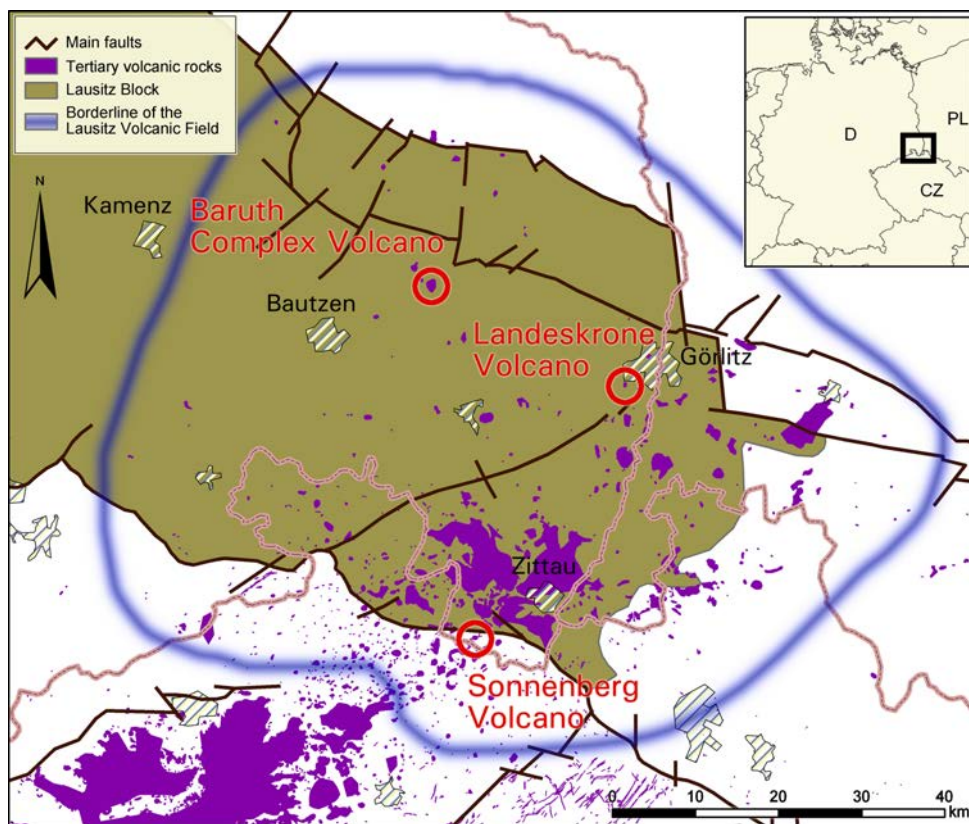 Main faults
Tertiary volcanic rocks
Lausitz Block
Borderline of the
Lausitz Volcanic Field
N
D
PL
CZ
Kamenz
Baruth
Complex Volcano
Bautzen
Landeskrone
Volcano
Görlitz
Zittau
Sonnenberg
Volcano
0 10 20 30 40
km